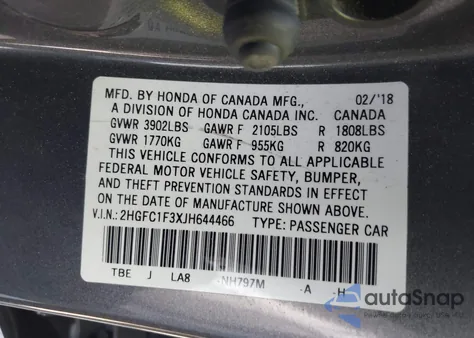 MFD. BY HONDA OF CANADA MFG., 02/'18
A DIVISION OF HONDA CANADA INC. CANADA
GVWR 3902LBS GAWR F 2105LBS R 1808LBS
GVWR 1770KG GAWR F 955KG R 820KG
THIS VEHICLE CONFORMS TO ALL APPLICABLE
FEDERAL MOTOR VEHICLE SAFETY, BUMPER,
AND THEFT PREVENTION STANDARDS IN EFFECT
ON THE DATE OF MANUFACTURE SHOWN ABOVE.
V.I.N.: 2HGFC1F3XJH644466 TYPE: PASSENGER CAR
TBE J LA8 NH797M -A -H
autoSnap